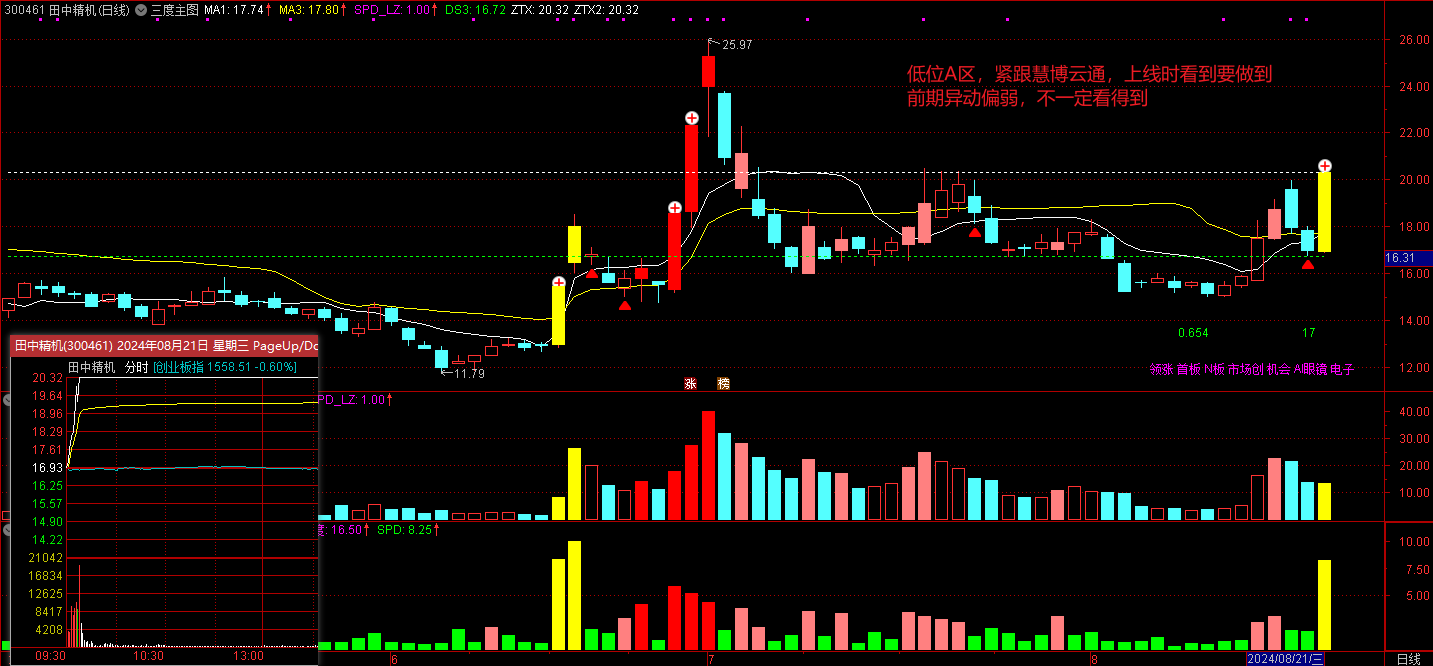 300461 田中精机(日线) 三度主图 MA1: 17.74↑ MA3: 17.80↑ SPD_LZ: 1.00↑ DS3: 16.72 ZTX: 20.32 ZTX2: 20.32
26.00
25.97
低位A区，紧跟慧博云通，上线时看到要做到
前期异动偏弱，不一定看得到
24.00
22.00
20.00
18.00
16.31
16.00
14.00
12.00
0.654
17
11.79
领涨 首板 N板 市场创 机会 AI眼镜 电子
涨
榜
田中精机(300461) 2024年08月21日 星期三 PageUp/Do
田中精机 分时 [创业板指 1558.51 -0.60%]
20.32
19.64
18.96
18.29
17.61
16.93
16.25
15.57
14.90
14.22
21042
16834
12625
8417
4208
09:30 10:30 13:00
PD_LZ: 1.00↑
40.00
30.00
20.00
10.00
度: 16.50↑ SPD: 8.25↑
10.00
7.50
5.00
6
7
8
2024/08/21/三
日线